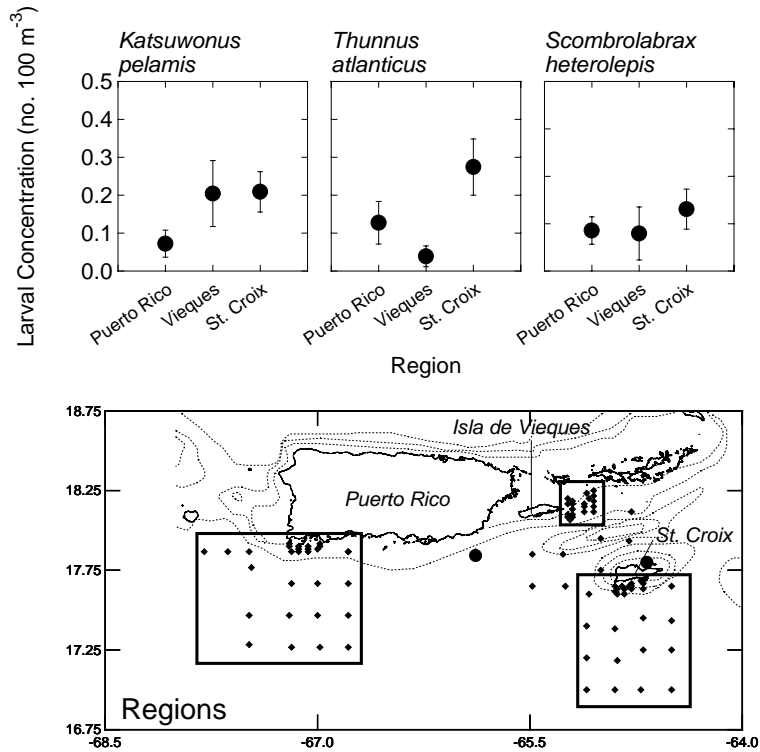 Larval Concentration (no. 100 m⁻³)
Katsuwonus
pelamis
Thunnus
atlanticus
Scombrolabrax
heterolepis
0.5
0.4
0.3
0.2
0.1
0.0
Puerto Rico
Vieques
St. Croix
Puerto Rico
Vieques
St. Croix
Puerto Rico
Vieques
St. Croix
Region
18.75
18.25
17.75
17.25
16.75
Isla de Vieques
Puerto Rico
St. Croix
Regions
-68.5
-67.0
-65.5
-64.0